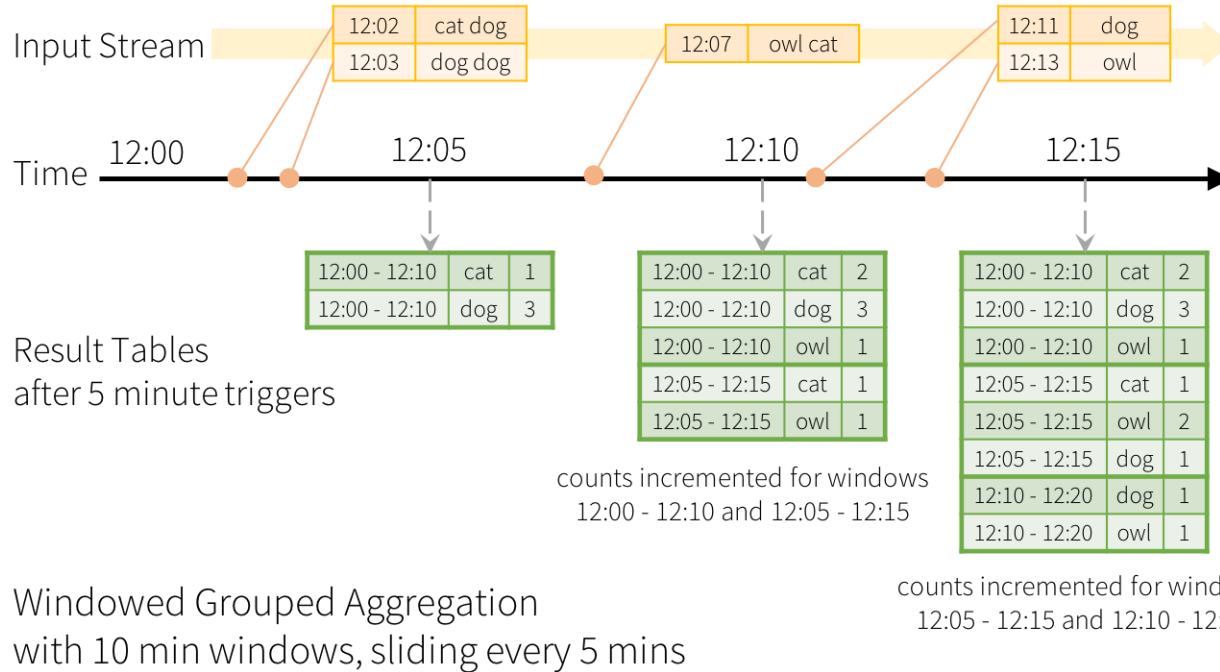 Input Stream
12:02 cat dog
12:03 dog dog
12:07 owl cat
12:11 dog
12:13 owl
Time
12:00
12:05
12:10
12:15
Result Tables
after 5 minute triggers
12:00 - 12:10 cat 1
12:00 - 12:10 dog 3
12:00 - 12:10 cat 2
12:00 - 12:10 dog 3
12:00 - 12:10 owl 1
12:05 - 12:15 cat 1
12:05 - 12:15 owl 1
counts incremented for windows
12:00 - 12:10 and 12:05 - 12:15
12:00 - 12:10 cat 2
12:00 - 12:10 dog 3
12:00 - 12:10 owl 1
12:05 - 12:15 cat 1
12:05 - 12:15 owl 2
12:05 - 12:15 dog 1
12:10 - 12:20 dog 1
12:10 - 12:20 owl 1
counts incremented for
12:05 - 12:15 and 12:10 -
Windowed Grouped Aggregation
with 10 min windows, sliding every 5 mins